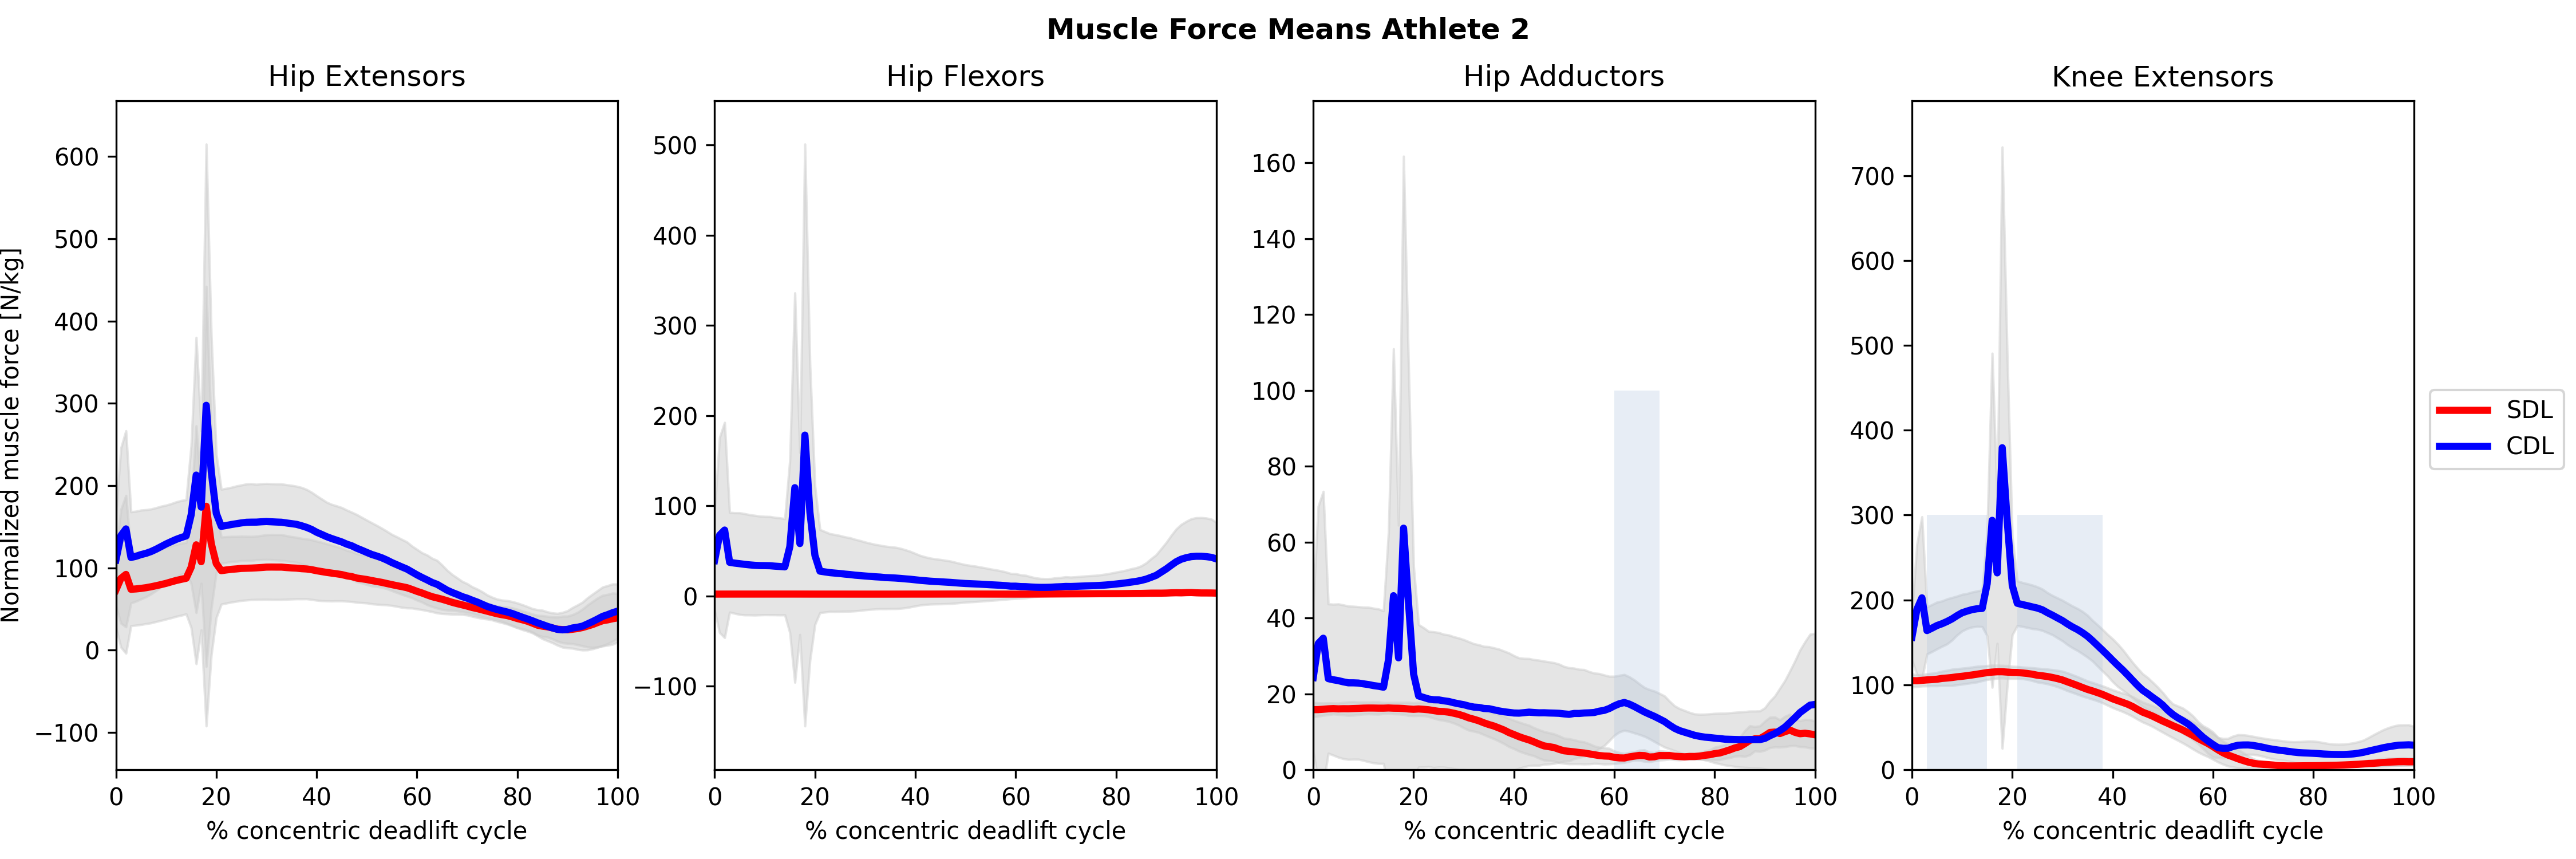 Muscle Force Means Athlete 2
Hip Extensors
Hip Flexors
Hip Adductors
Knee Extensors
Normalized muscle force [N/kg]
600
500
400
300
200
100
0
−100
0 20 40 60 80 100
% concentric deadlift cycle
500
400
300
200
100
0
−100
0 20 40 60 80 100
% concentric deadlift cycle
160
140
120
100
80
60
40
20
0
0 20 40 60 80 100
% concentric deadlift cycle
700
600
500
400
300
200
100
0
0 20 40 60 80 100
% concentric deadlift cycle
SDL
CDL